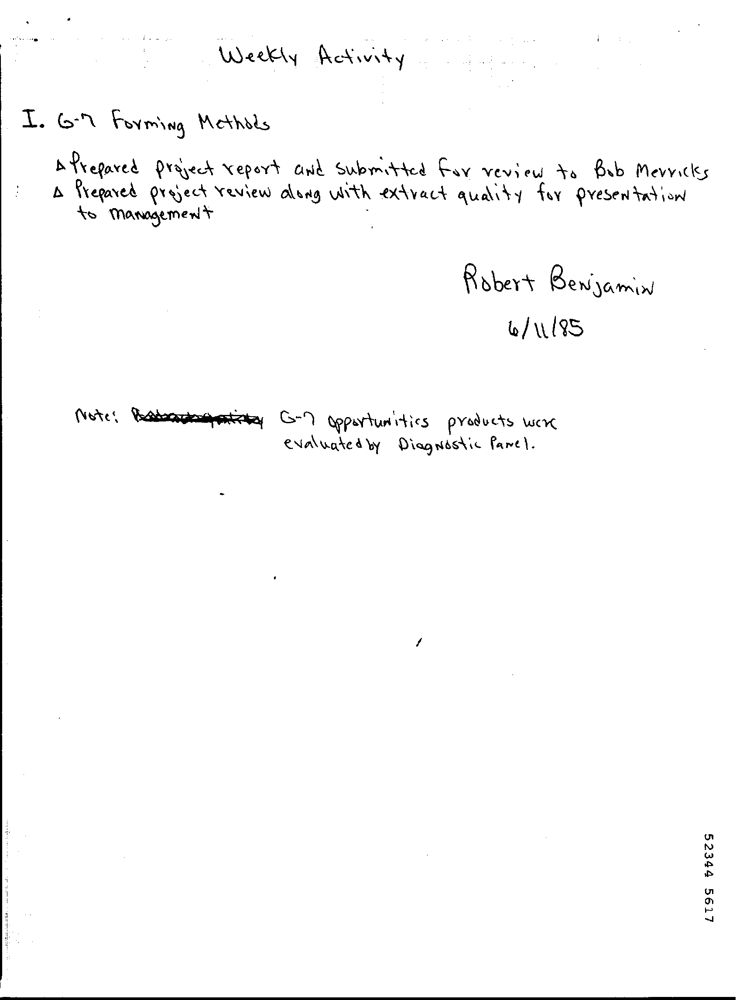 Weekly Activity
I. G-7 Forming Methods
Δ Prepared project report and submitted for review to Bob Merricks
Δ Prepared project review along with extract quality for presentation
to management
Robert Benjamin
6/11/85
Note: G-7 opportunities products were
evaluated by Diagnostic Panel.
52344 5617